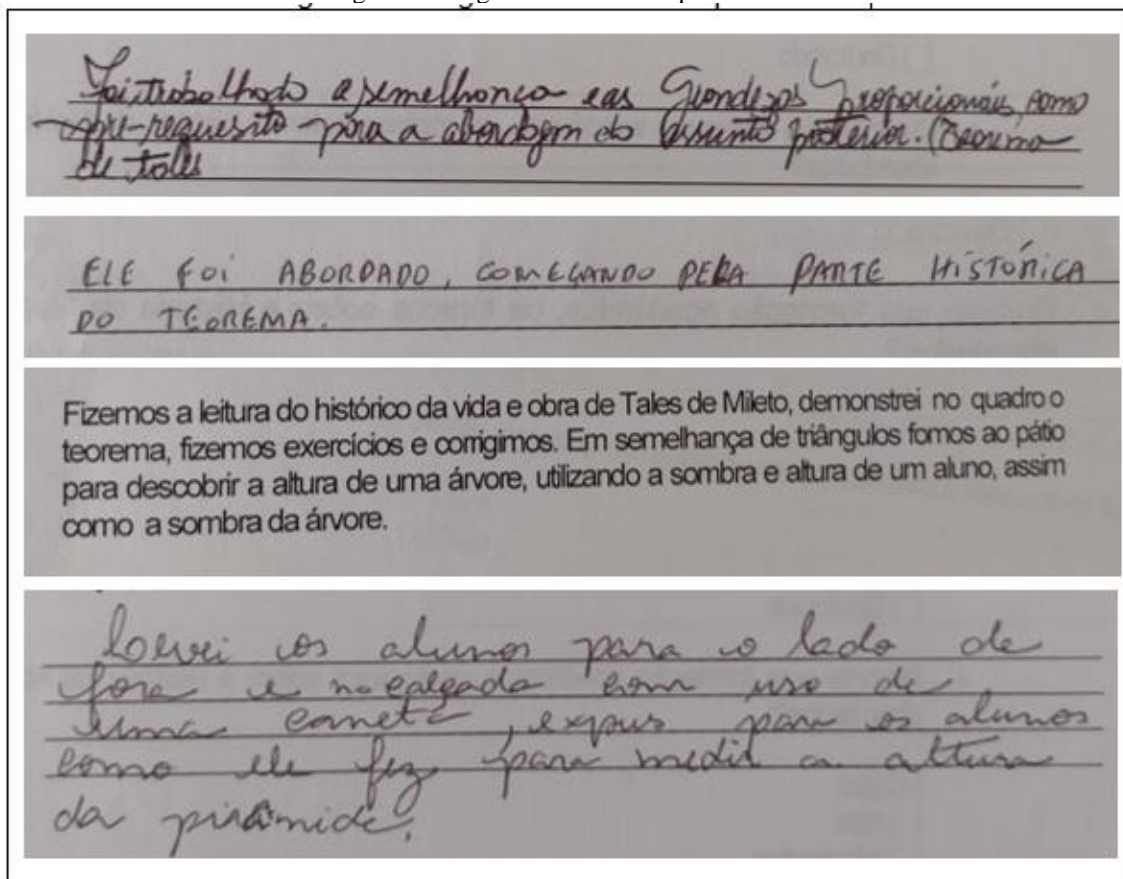 Foi trabalhado a semelhança e as Grandezas proporcionais, como
pré-requesito para a abordagem do assunto posterior. (Teorema
de tales
ELE FOI ABORDADO, COMEÇANDO PELA PARTE HISTÓRICA
DO TEOREMA.
Fizemos a leitura do histórico da vida e obra de Tales de Mileto, demonstrei no quadro o
teorema, fizemos exercícios e corrigimos. Em semelhança de triângulos fomos ao pátio
para descobrir a altura de uma árvore, utilizando a sombra e altura de um aluno, assim
como a sombra da árvore.
levei os alunos para o lado de
fora e na calçada com uso de
uma caneta, expus para os alunos
como ele fez para medir a altura
da pirâmide.